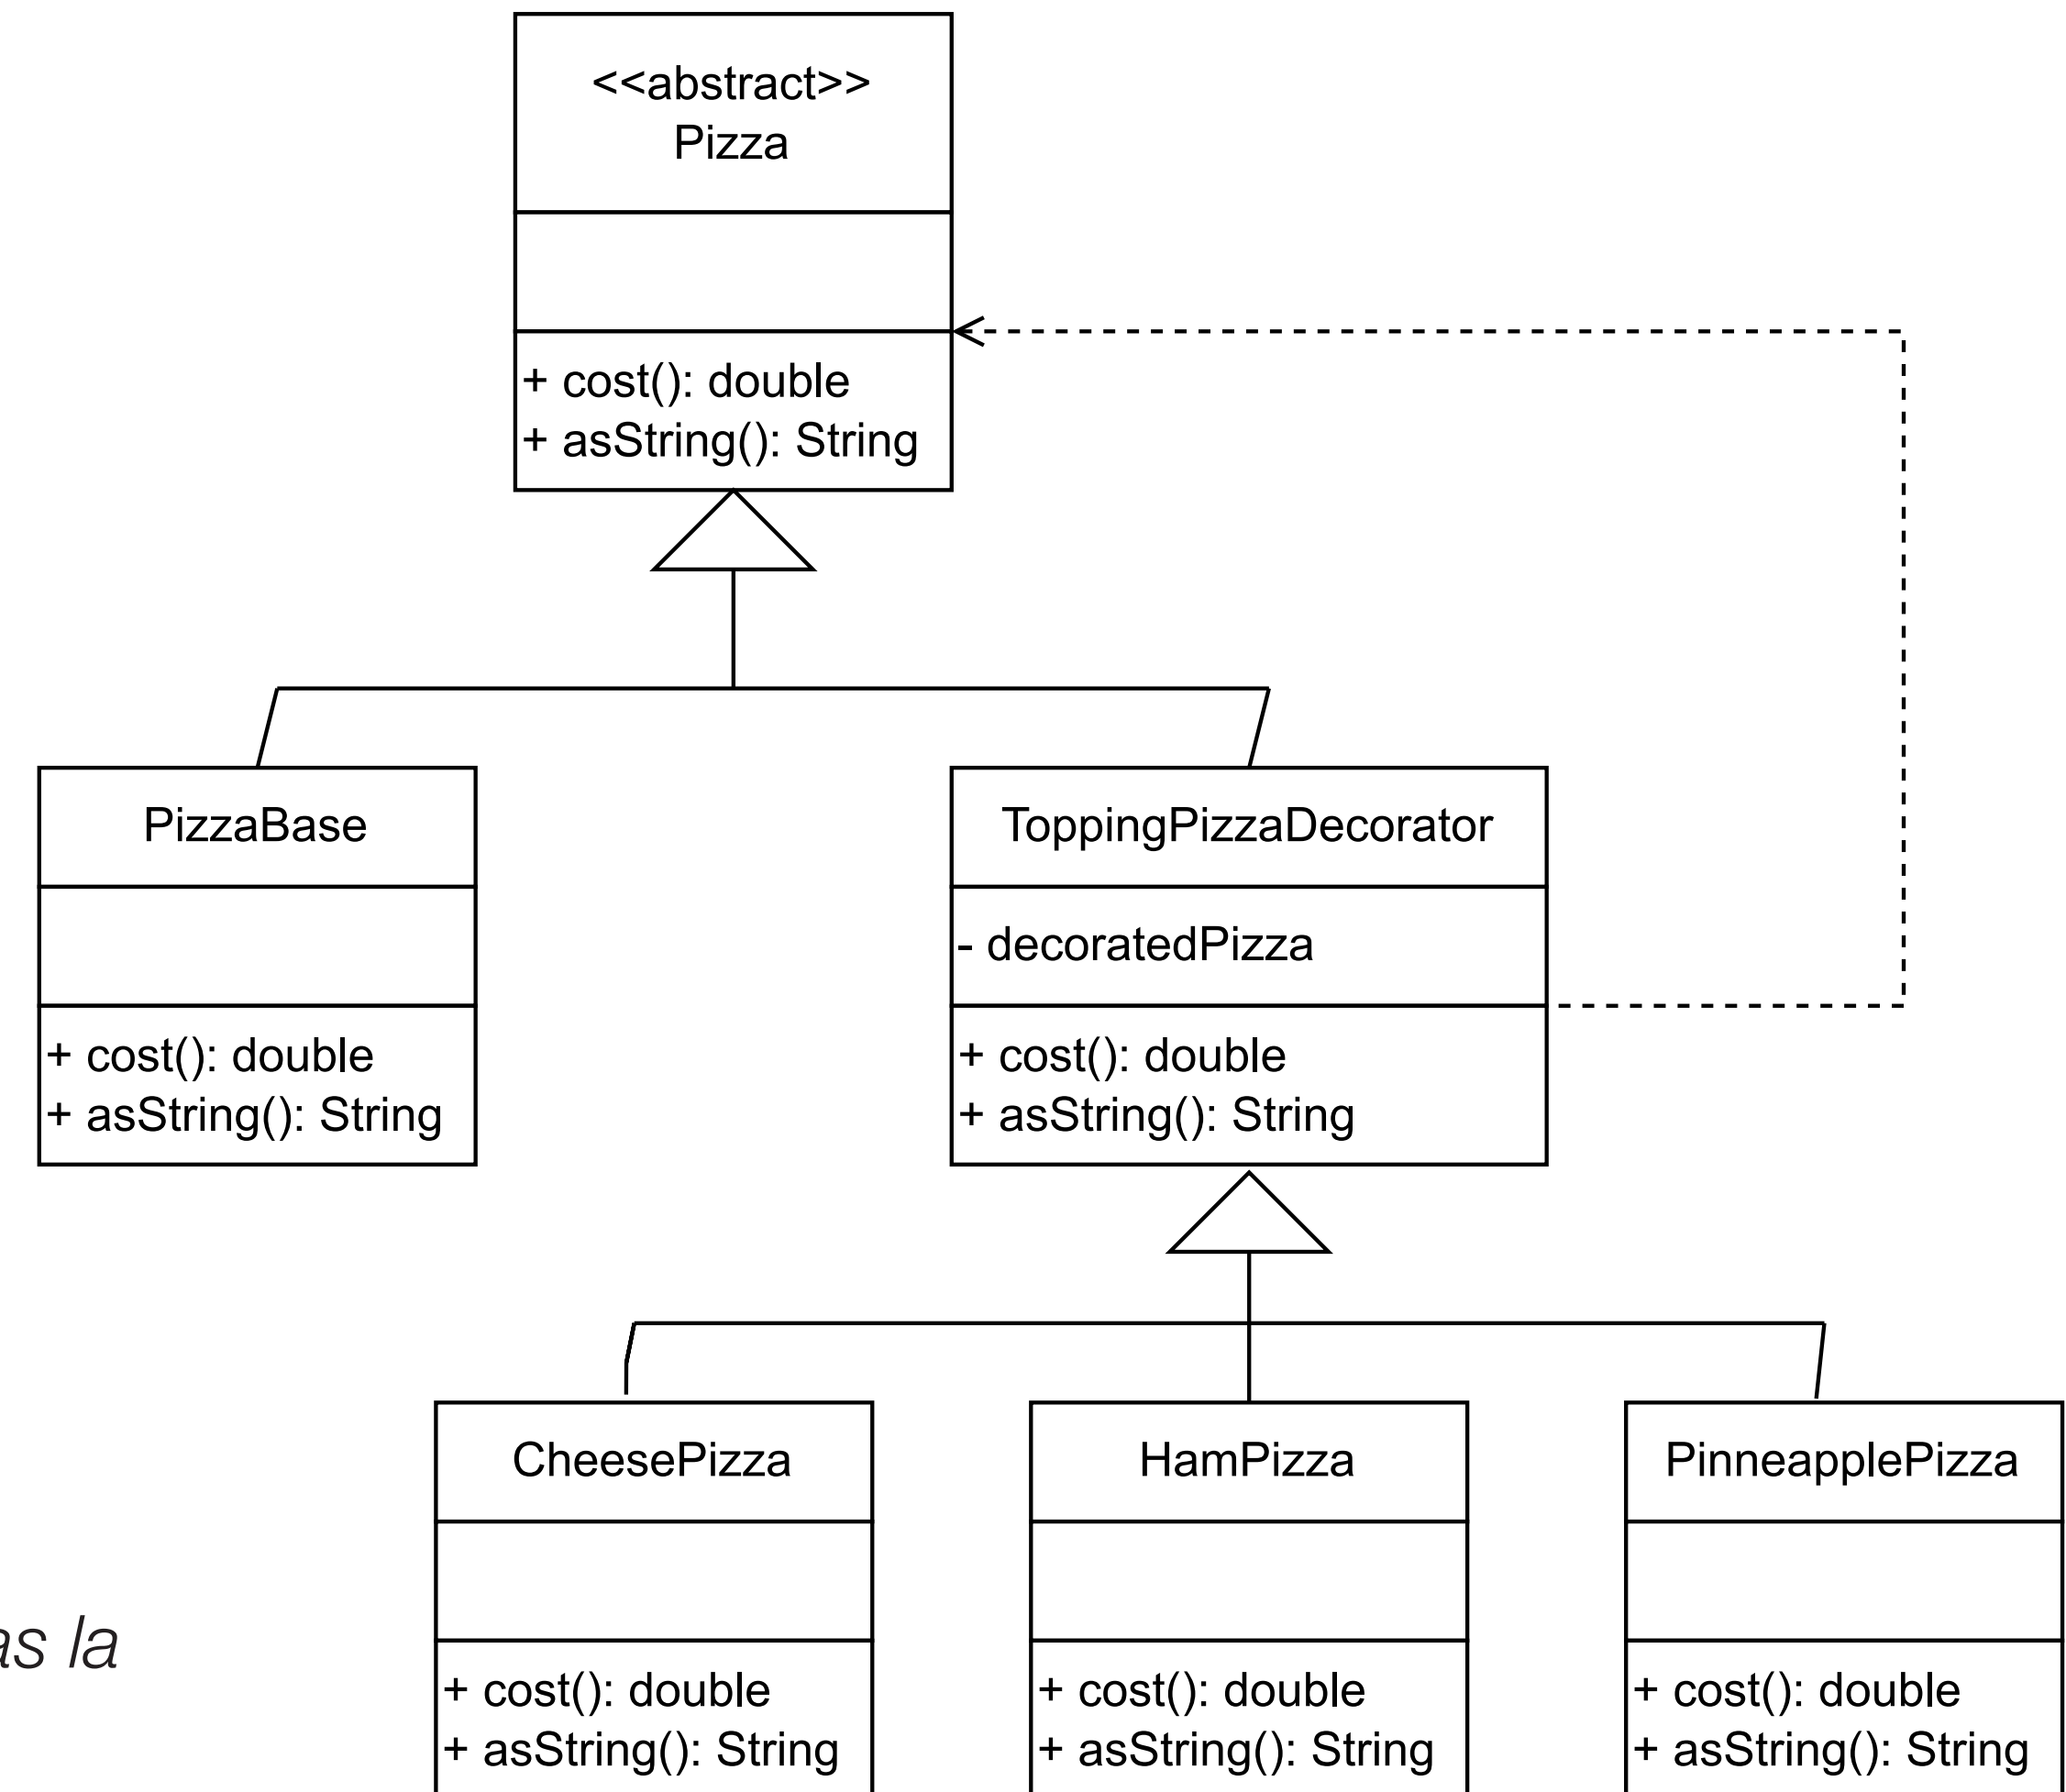 <<abstract>>
Pizza
+ cost(): double
+ asString(): String
PizzaBase
+ cost(): double
+ asString(): String
ToppingPizzaDecorator
- decoratedPizza
+ cost(): double
+ asString(): String
CheesePizza
+ cost(): double
+ asString(): String
HamPizza
+ cost(): double
+ asString(): String
PinneapplePizza
+ cost(): double
+ asString(): String
as la